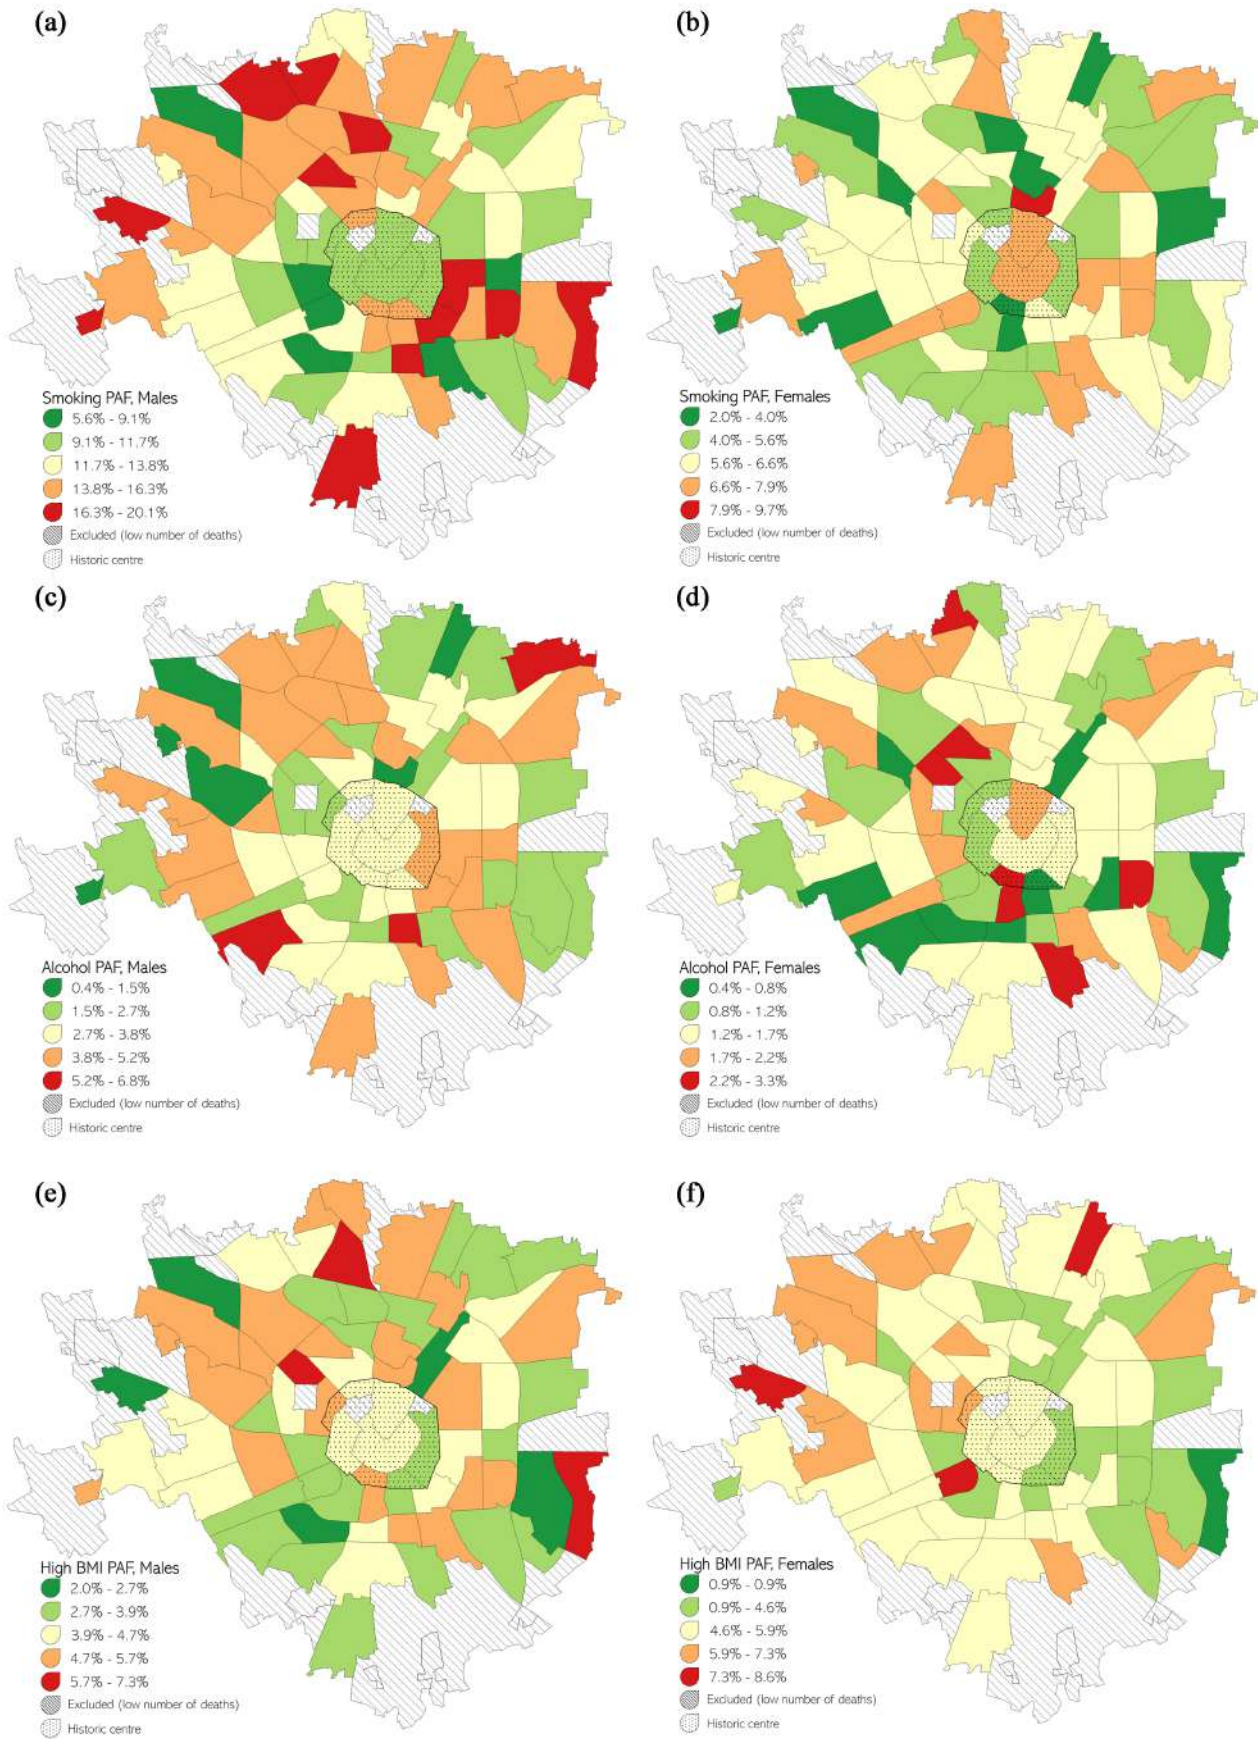 (a)
(b)
Smoking PAF, Males
5.6% - 9.1%
9.1% - 11.7%
11.7% - 13.8%
13.8% - 16.3%
16.3% - 20.1%
Excluded (low number of deaths)
Historic centre
Smoking PAF, Females
2.0% - 4.0%
4.0% - 5.6%
5.6% - 6.6%
6.6% - 7.9%
7.9% - 9.7%
Excluded (low number of deaths)
Historic centre
(c)
(d)
Alcohol PAF, Males
0.4% - 1.5%
1.5% - 2.7%
2.7% - 3.8%
3.8% - 5.2%
5.2% - 6.8%
Excluded (low number of deaths)
Historic centre
Alcohol PAF, Females
0.4% - 0.8%
0.8% - 1.2%
1.2% - 1.7%
1.7% - 2.2%
2.2% - 3.3%
Excluded (low number of deaths)
Historic centre
(e)
(f)
High BMI PAF, Males
2.0% - 2.7%
2.7% - 3.9%
3.9% - 4.7%
4.7% - 5.7%
5.7% - 7.3%
Excluded (low number of deaths)
Historic centre
High BMI PAF, Females
0.9% - 0.9%
0.9% - 4.6%
4.6% - 5.9%
5.9% - 7.3%
7.3% - 8.6%
Excluded (low number of deaths)
Historic centre